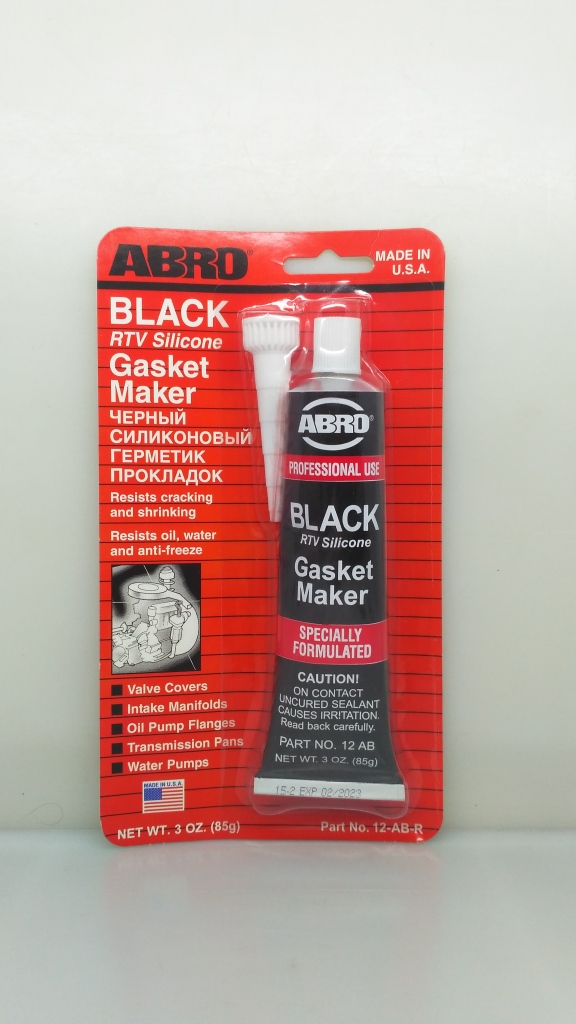 ABRO®
MADE IN
U.S.A.
BLACK
RTV Silicone
Gasket
Maker
ЧЕРНЫЙ
СИЛИКОНОВЫЙ
ГЕРМЕТИК
ПРОКЛАДОК
Resists cracking
and shrinking
Resists oil, water
and anti-freeze
Valve Covers
Intake Manifolds
Oil Pump Flanges
Transmission Pans
Water Pumps
MADE IN U.S.A.
NET WT. 3 OZ. (85g)
Part No. 12-AB-R
ABRO®
PROFESSIONAL USE
BLACK
RTV Silicone
Gasket
Maker
SPECIALLY
FORMULATED
CAUTION!
ON CONTACT
UNCURED SEALANT
CAUSES IRRITATION.
Read back carefully.
PART NO. 12 AB
NET WT. 3 OZ. (85g)
15-2 EXP 02/2023